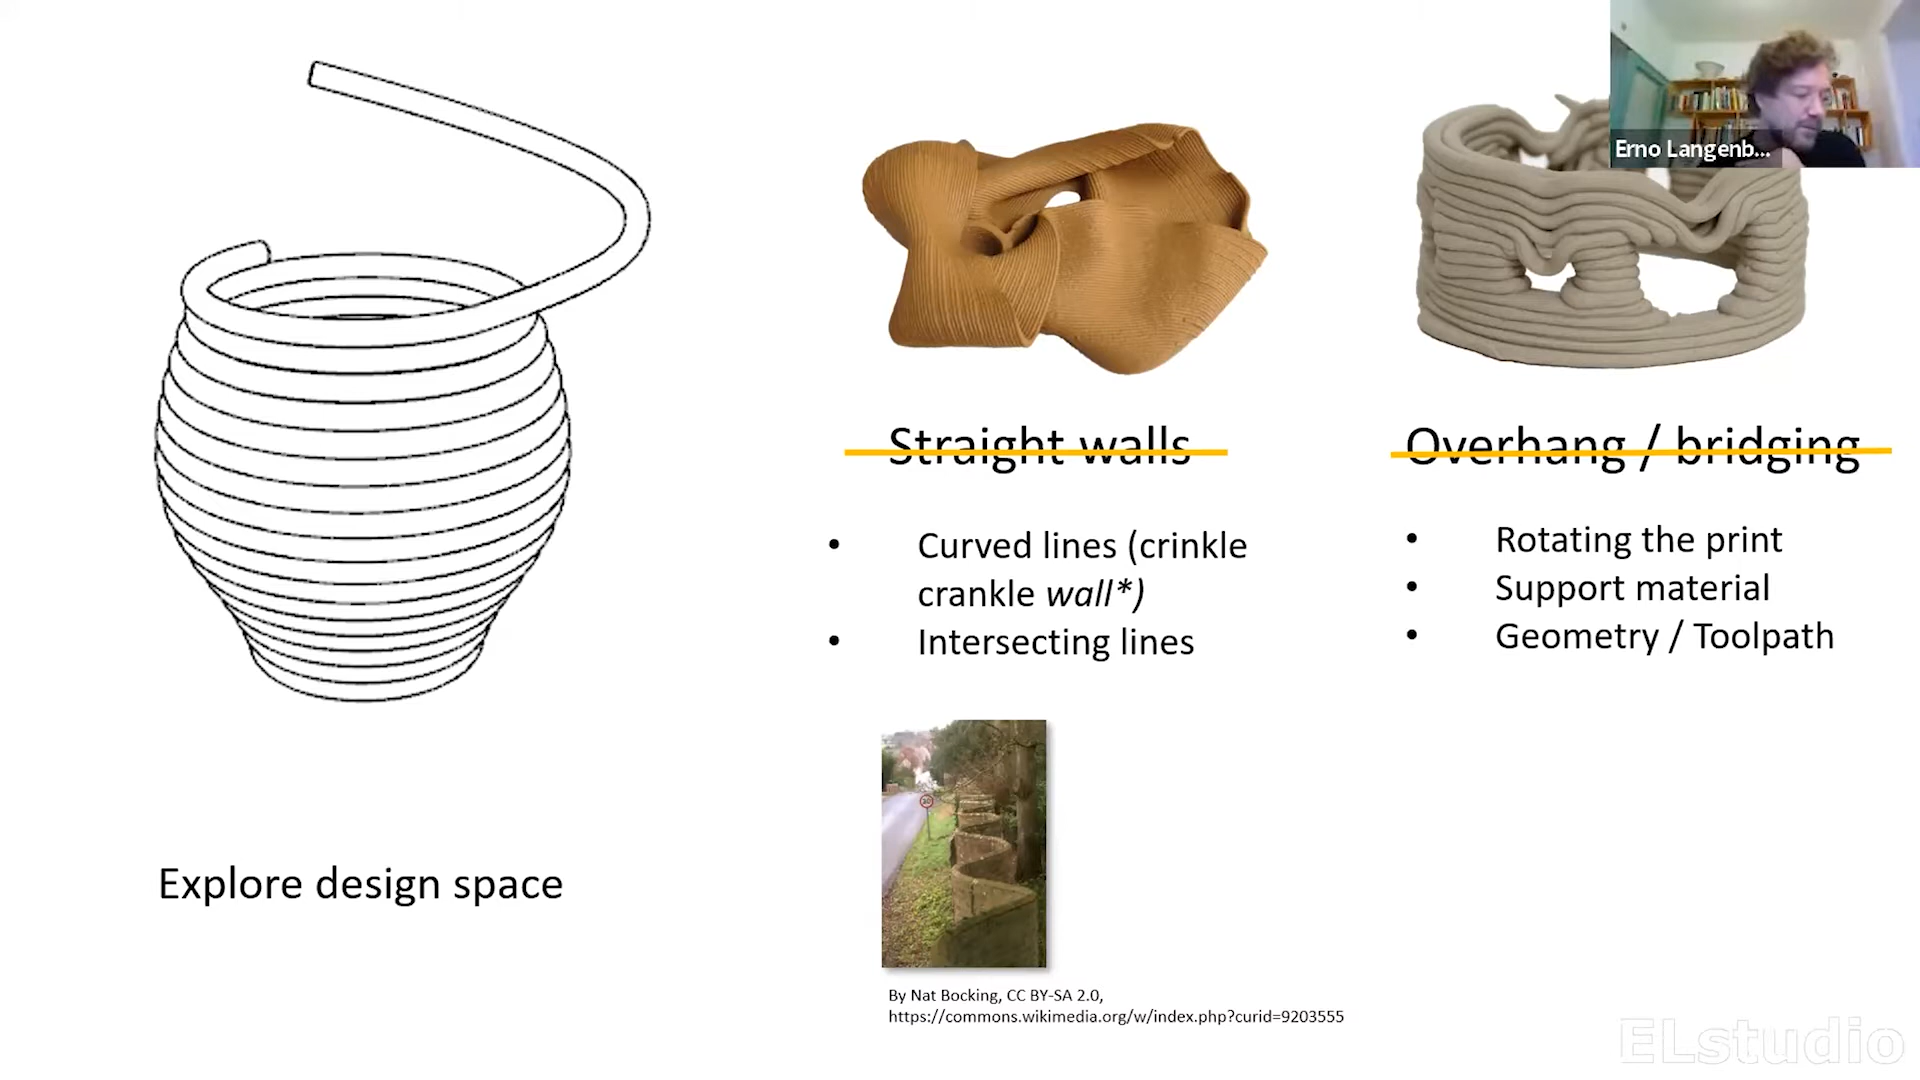 Erno Langenb...
Straight walls
Overhang / bridging
• Curved lines (crinkle
crankle wall*)
• Intersecting lines
• Rotating the print
• Support material
• Geometry / Toolpath
Explore design space
By Nat Bocking, CC BY-SA 2.0,
https://commons.wikimedia.org/w/index.php?curid=9203555
ELstudio